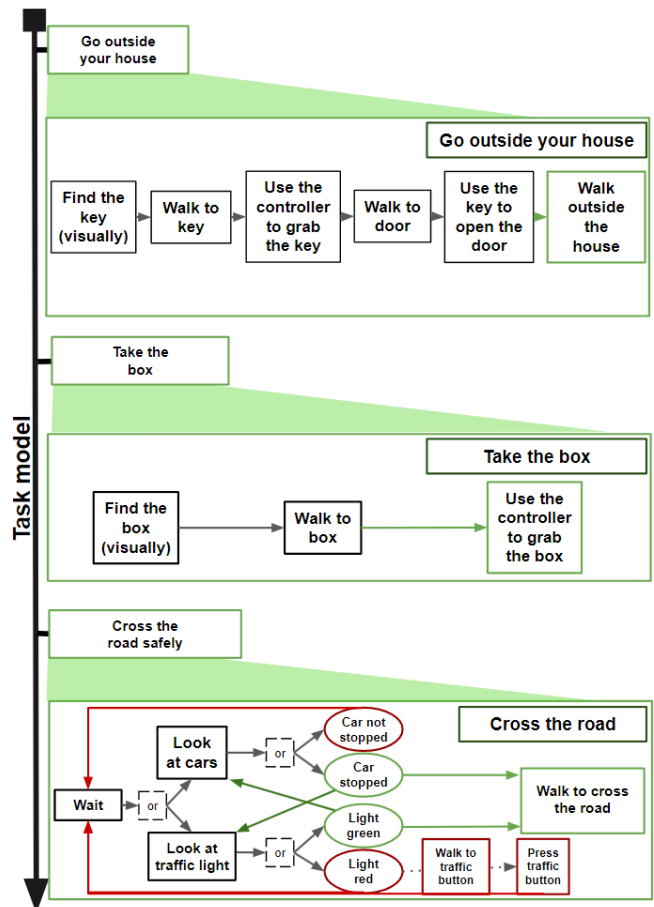 Task model
Go outside
your house
Go outside your house
Find the
key
(visually)
Walk to
key
Use the
controller
to grab
the key
Walk to
door
Use the
key to
open the
door
Walk
outside
the
house
Take the
box
Take the box
Find the
box
(visually)
Walk to
box
Use the
controller
to grab
the box
Cross the
road safely
Cross the road
Wait
or
Look
at cars
or
Car not
stopped
Car
stopped
Look at
traffic light
or
Light
green
Light
red
Walk to cross
the road
Walk to
traffic
button
Press
traffic
button